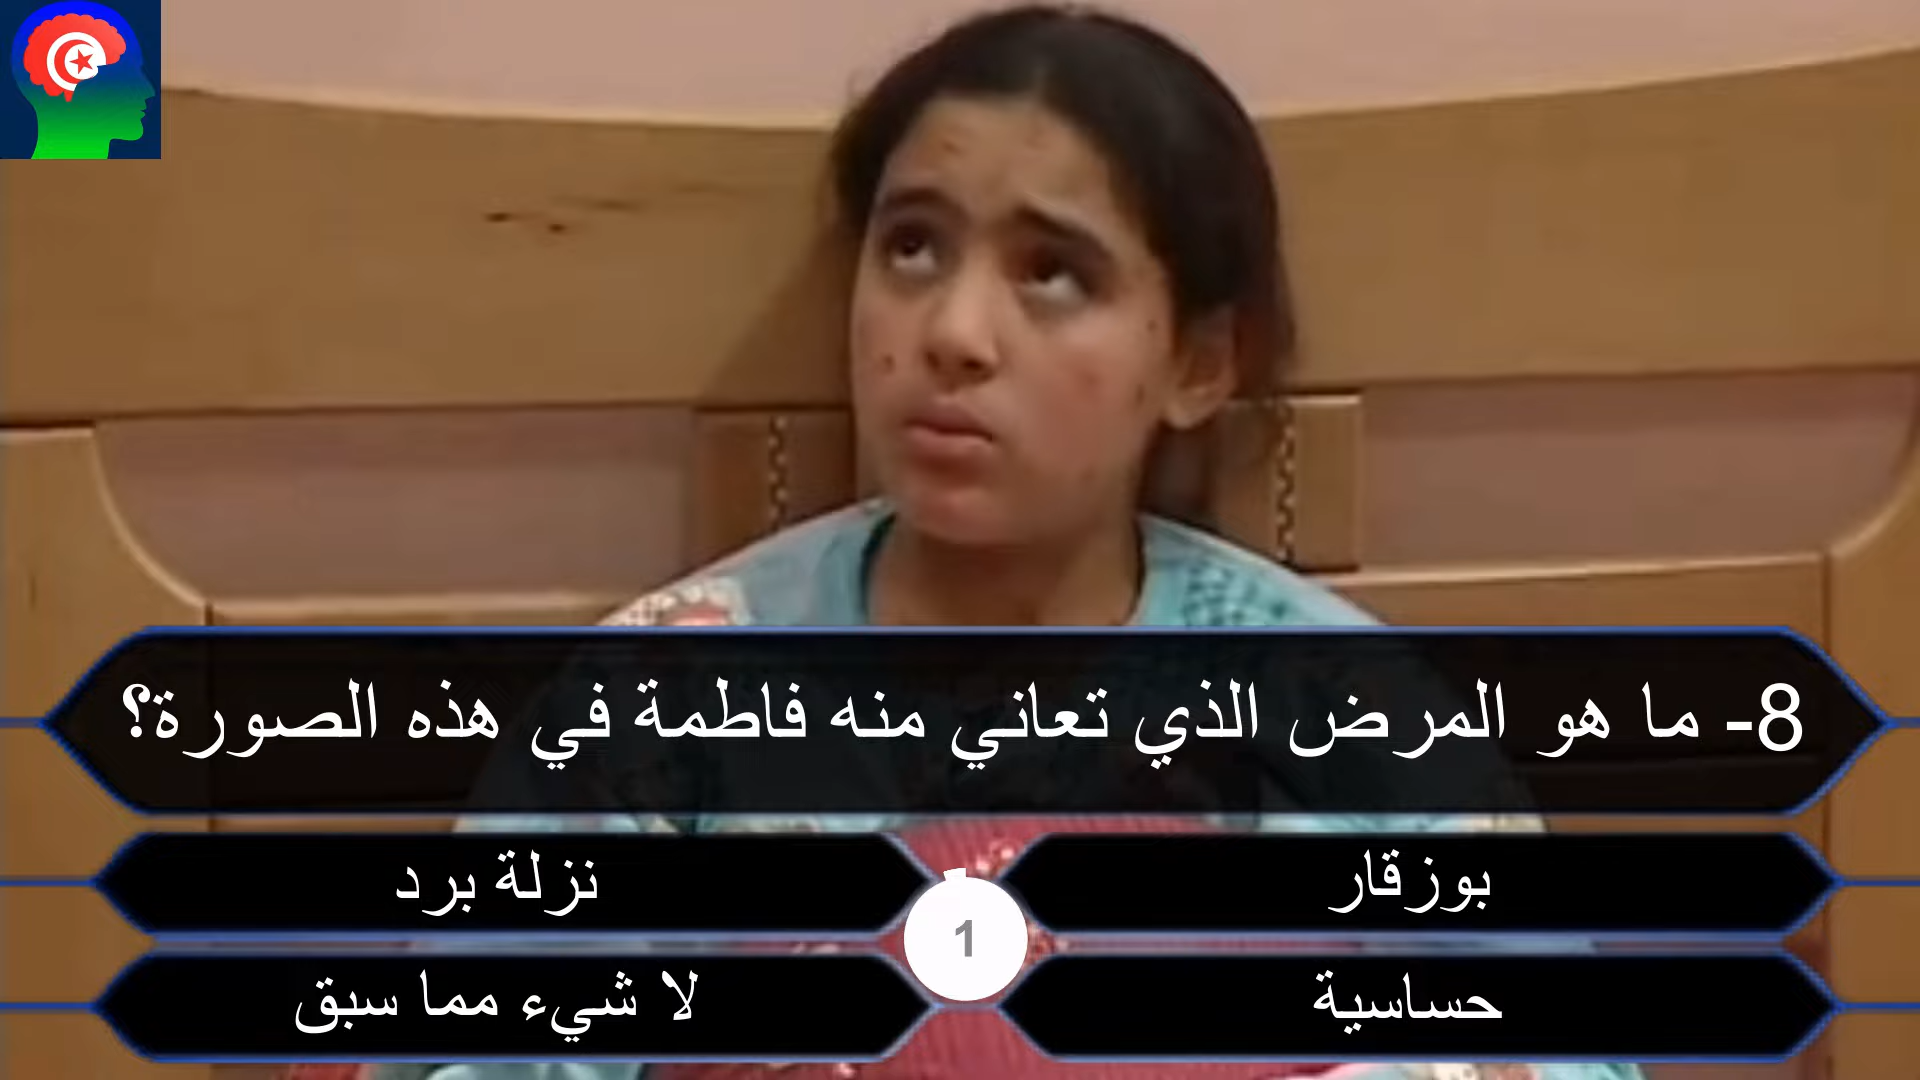 8- ما هو المرض الذي تعاني منه فاطمة في هذه الصورة؟
بوزقار
نزلة برد
1
حساسية
لا شيء مما سبق